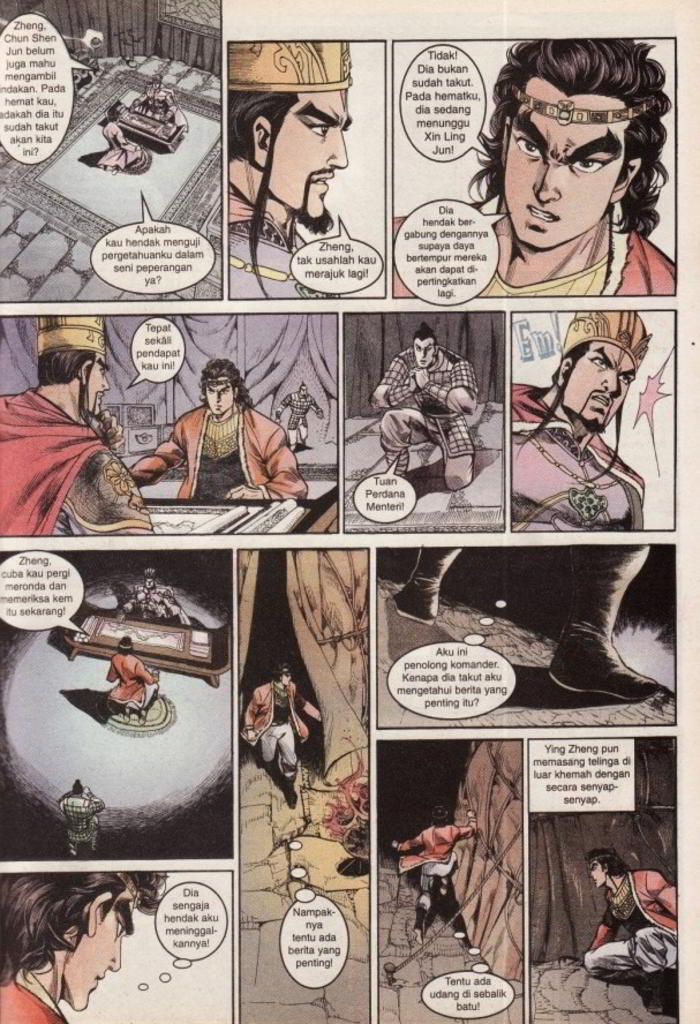 Zheng,
Chun Shen
Jun belum
juga mahu
mengambil
indakan. Pada
hemat kau,
adakah dia itu
sudah takut
akan kita
ini?
Apakah
kau hendak menguji
pergetahuanku dalam
seni peperangan
ya?
Zheng,
tak usahlah kau
merajuk lagi!
Tidak!
Dia bukan
sudah takut.
Pada hematku,
dia sedang
menunggu
Xin Ling
Jun!
Dia
hendak ber-
gabung dengannya
supaya daya
bertempur mereka
akan dapat di-
pertingkatkan
lagi.
Tepat
sekali
pendapat
kau ini!
Tuan
Perdana
Menteri!
Em!
Zheng,
cuba kau pergi
meronda dan
memeriksa kem
itu sekarang!
Dia
sengaja
hendak aku
meninggal-
kannya!
Nampak-
nya
tentu ada
berita yang
penting!
Aku ini
penolong komander.
Kenapa dia takut aku
mengetahui berita yang
penting itu?
Tentu ada
udang di sebalik
batu!
Ying Zheng pun
memasang telinga di
luar khemah dengan
secara senyap-
senyap.